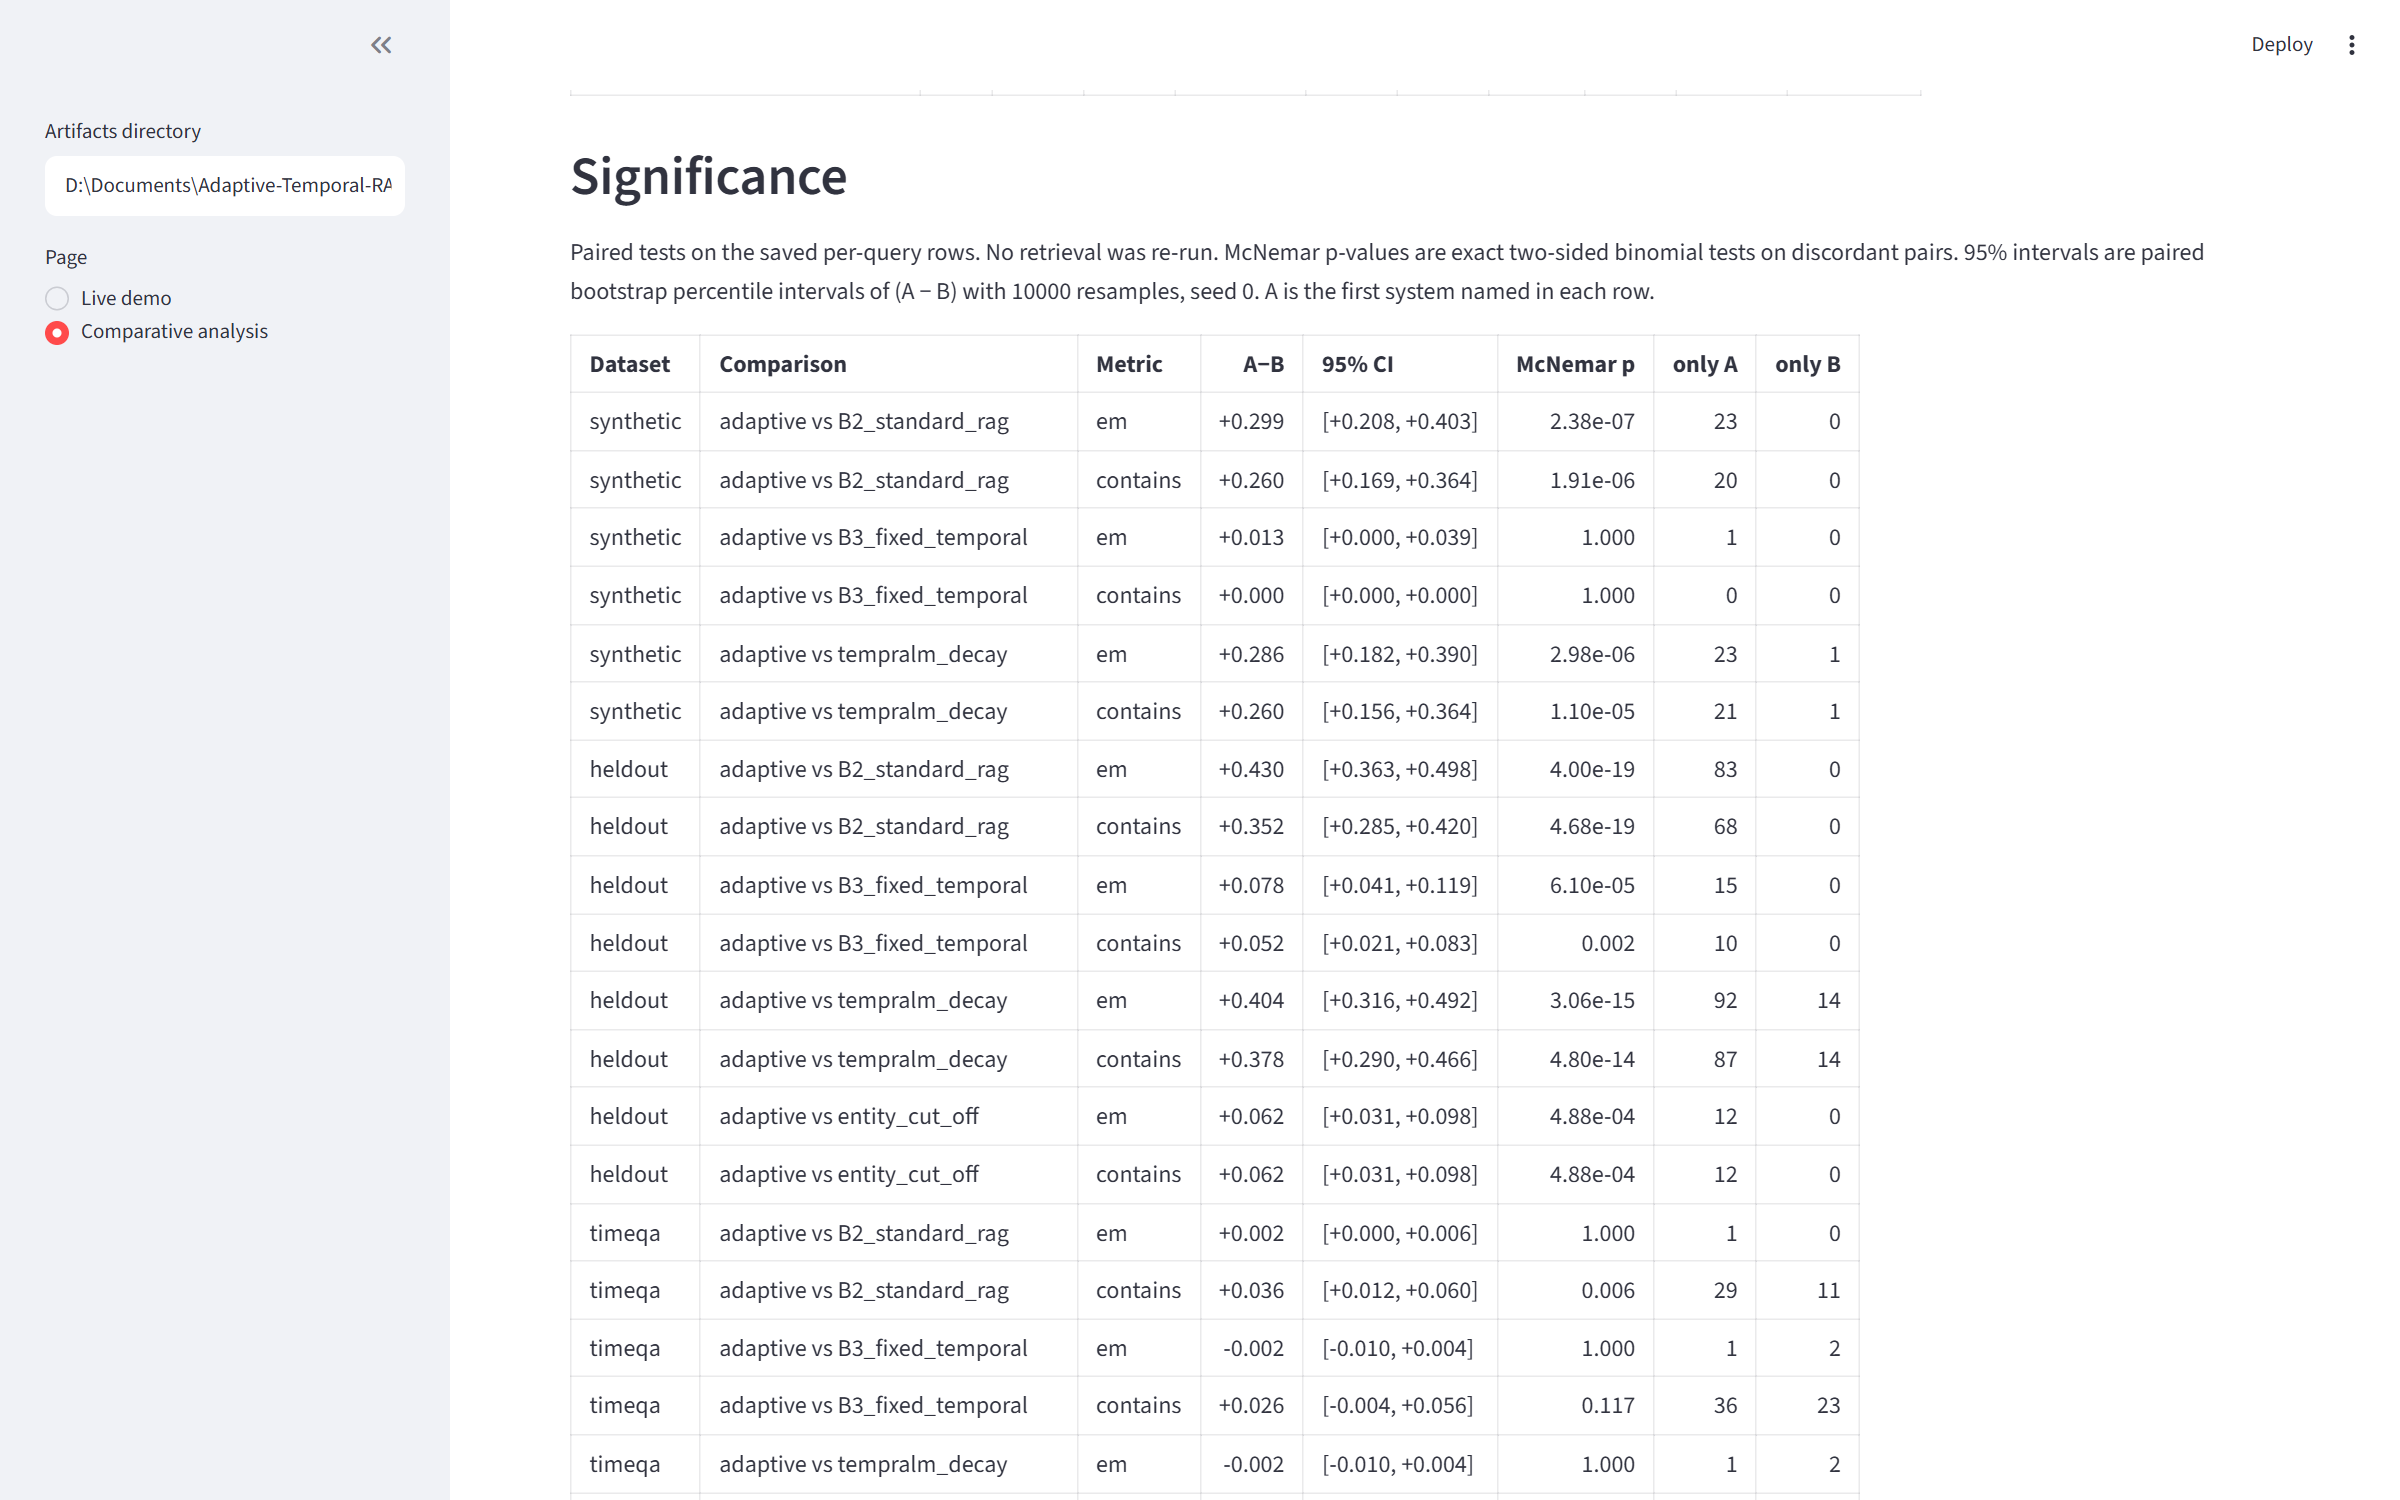 Deploy
Artifacts directory
D:\Documents\Adaptive-Temporal-RA
Page
Live demo
Comparative analysis
Significance
Paired tests on the saved per-query rows. No retrieval was re-run. McNemar p-values are exact two-sided binomial tests on discordant pairs. 95% intervals are paired
bootstrap percentile intervals of (A − B) with 10000 resamples, seed 0. A is the first system named in each row.
Dataset Comparison Metric A−B 95% CI McNemar p only A only B
synthetic adaptive vs B2_standard_rag em +0.299 [+0.208, +0.403] 2.38e-07 23 0
synthetic adaptive vs B2_standard_rag contains +0.260 [+0.169, +0.364] 1.91e-06 20 0
synthetic adaptive vs B3_fixed_temporal em +0.013 [+0.000, +0.039] 1.000 1 0
synthetic adaptive vs B3_fixed_temporal contains +0.000 [+0.000, +0.000] 1.000 0 0
synthetic adaptive vs tempralm_decay em +0.286 [+0.182, +0.390] 2.98e-06 23 1
synthetic adaptive vs tempralm_decay contains +0.260 [+0.156, +0.364] 1.10e-05 21 1
heldout adaptive vs B2_standard_rag em +0.430 [+0.363, +0.498] 4.00e-19 83 0
heldout adaptive vs B2_standard_rag contains +0.352 [+0.285, +0.420] 4.68e-19 68 0
heldout adaptive vs B3_fixed_temporal em +0.078 [+0.041, +0.119] 6.10e-05 15 0
heldout adaptive vs B3_fixed_temporal contains +0.052 [+0.021, +0.083] 0.002 10 0
heldout adaptive vs tempralm_decay em +0.404 [+0.316, +0.492] 3.06e-15 92 14
heldout adaptive vs tempralm_decay contains +0.378 [+0.290, +0.466] 4.80e-14 87 14
heldout adaptive vs entity_cut_off em +0.062 [+0.031, +0.098] 4.88e-04 12 0
heldout adaptive vs entity_cut_off contains +0.062 [+0.031, +0.098] 4.88e-04 12 0
timeqa adaptive vs B2_standard_rag em +0.002 [+0.000, +0.006] 1.000 1 0
timeqa adaptive vs B2_standard_rag contains +0.036 [+0.012, +0.060] 0.006 29 11
timeqa adaptive vs B3_fixed_temporal em -0.002 [-0.010, +0.004] 1.000 1 2
timeqa adaptive vs B3_fixed_temporal contains +0.026 [-0.004, +0.056] 0.117 36 23
timeqa adaptive vs tempralm_decay em -0.002 [-0.010, +0.004] 1.000 1 2